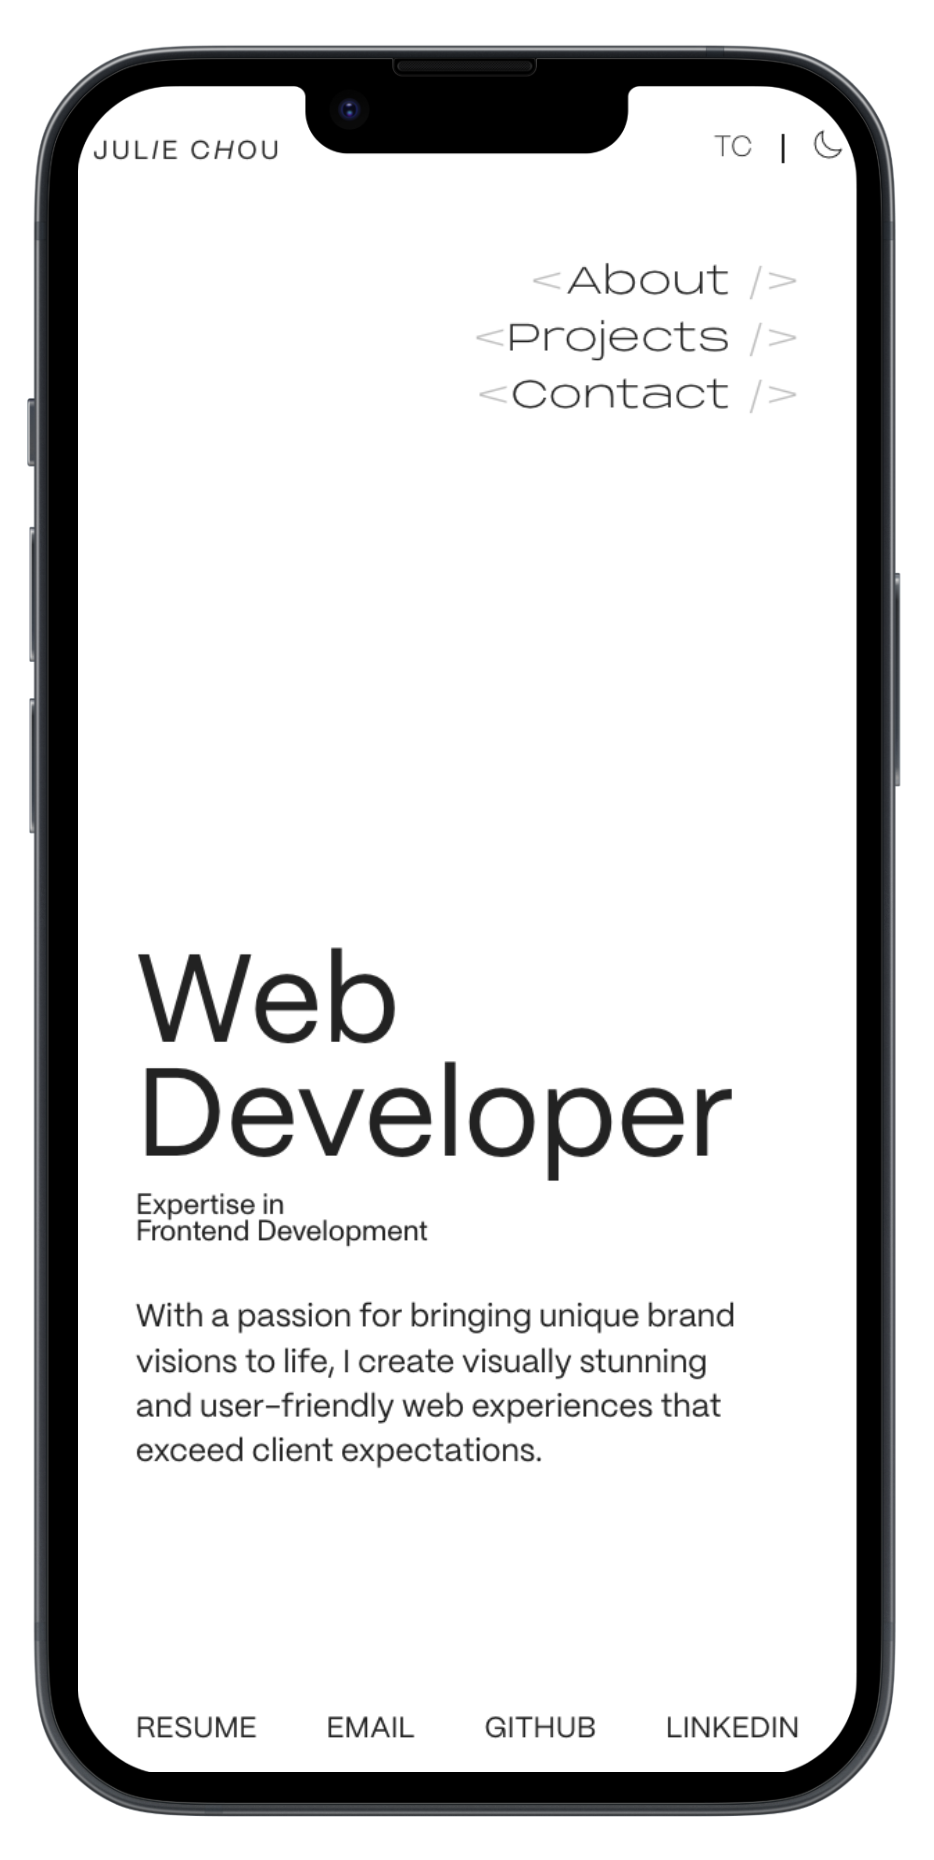 JULIE CHOU
TC |
<About />
<Projects />
<Contact />
Web
Developer
Expertise in
Frontend Development
With a passion for bringing unique brand
visions to life, I create visually stunning
and user-friendly web experiences that
exceed client expectations.
RESUME EMAIL GITHUB LINKEDIN